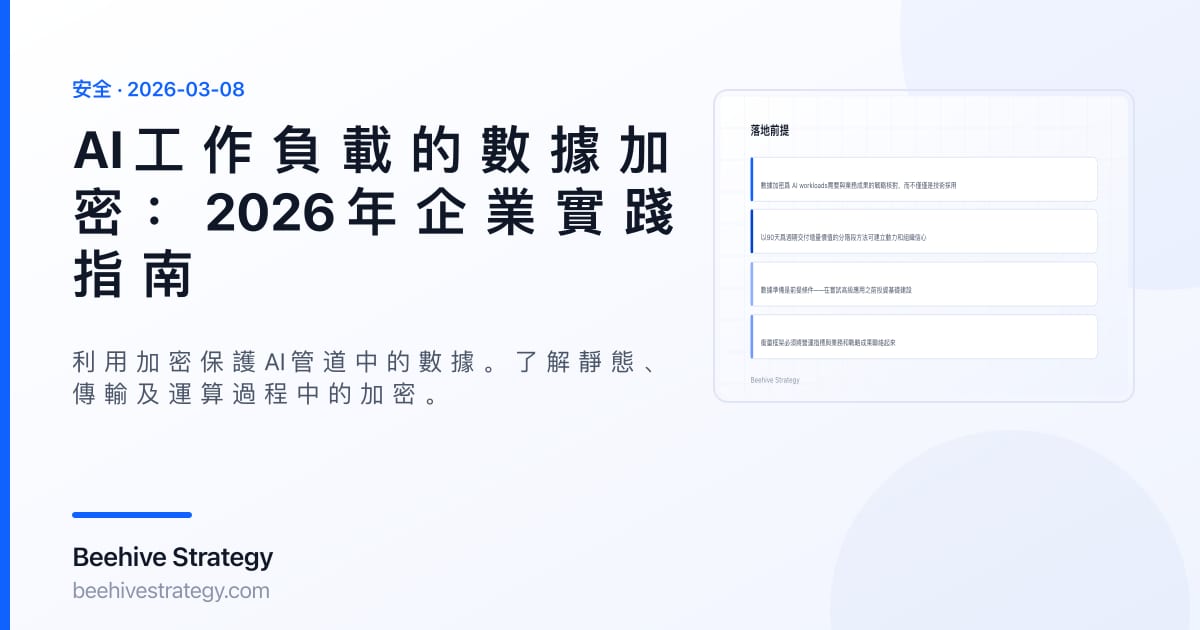 安全 · 2026-03-08
AI工作負載的數據加
密：2026年企業實踐
指南
利用加密保護AI管道中的數據。了解靜態、
傳輸及運算過程中的加密。
Beehive Strategy
beehivestrategy.com
落地前提
數據加密為 AI workloads需要與業務成果的戰略核對，而不僅僅是技術採用
以90天為週期交付增量價值的分階段方法可建立動力和組織信心
數據準備是前提條件——在嘗試高級應用之前投資基礎建設
衡量框架必須將營運指標與業務和戰略成果聯絡起來
Beehive Strategy